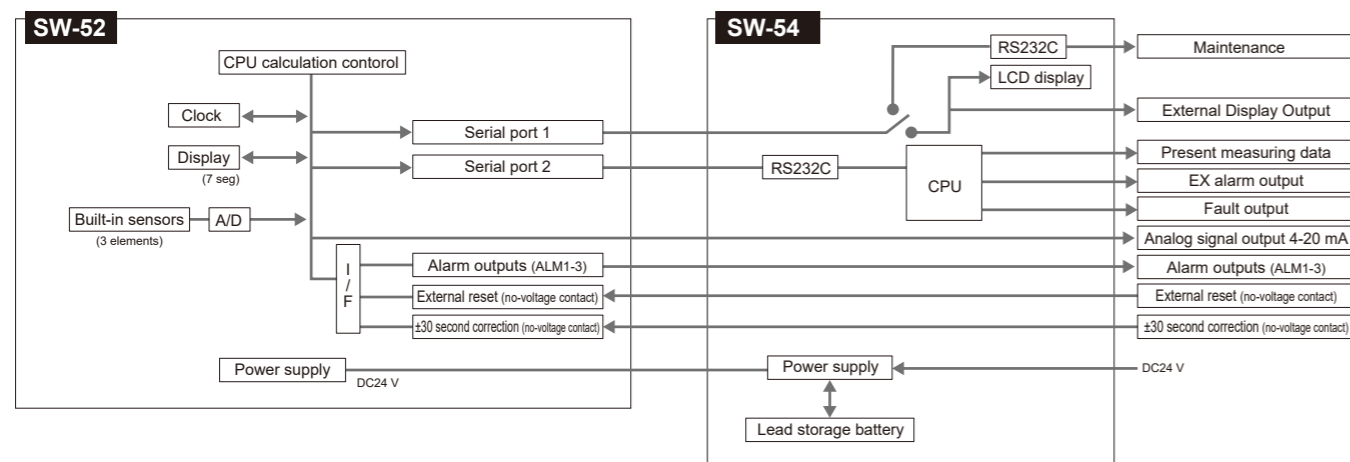 SW-52
SW-54
CPU calculation contorol
RS232C
Maintenance
LCD display
Clock
External Display Output
Serial port 1
Display
(7 seg)
Serial port 2
RS232C
CPU
Present measuring data
EX alarm output
Fault output
Built-in sensors
(3 elements)
A/D
Analog signal output 4-20 mA
I
/
F
Alarm outputs (ALM1-3)
Alarm outputs (ALM1-3)
External reset (no-voltage contact)
External reset (no-voltage contact)
±30 second correction (no-voltage contact)
±30 second correction (no-voltage contact)
Power supply
DC24 V
Power supply
DC24 V
Lead storage battery